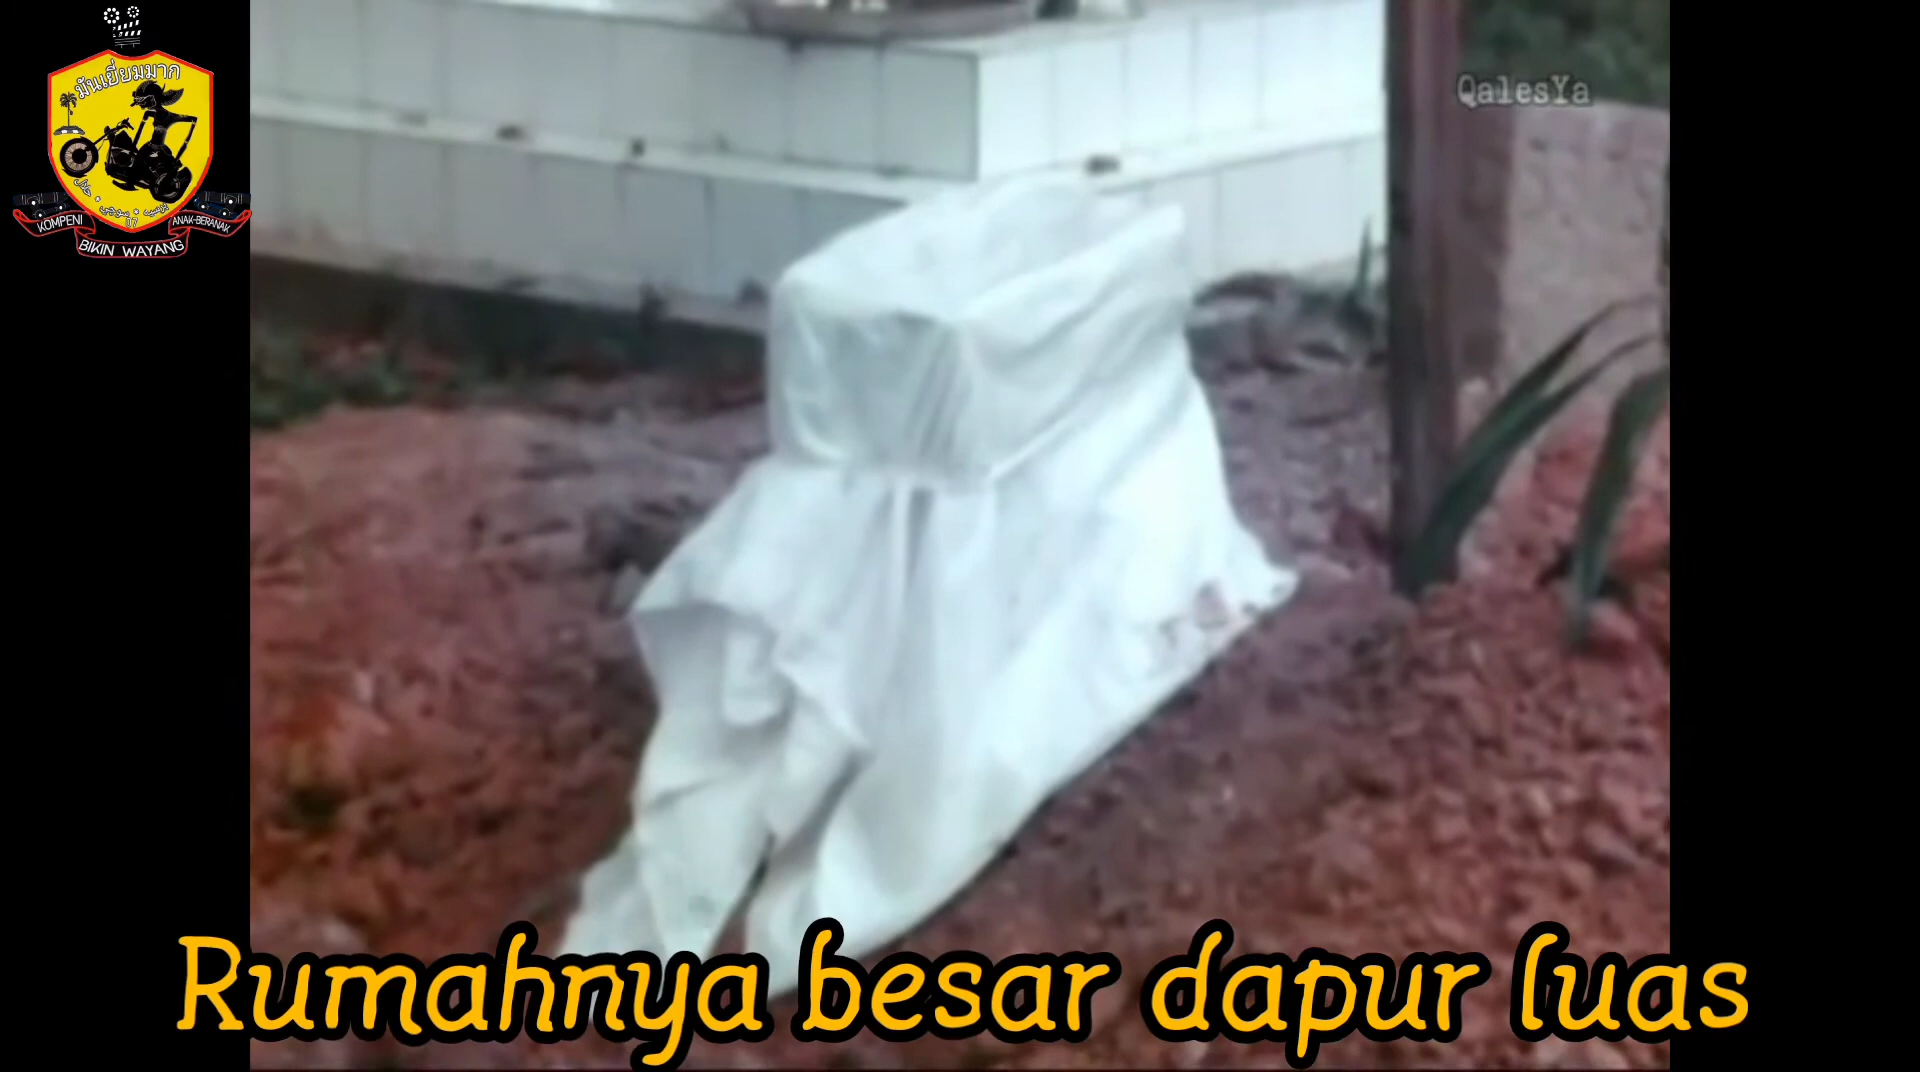 มันเยี่ยมมาก
KOMPENI
ANAK-BERANAK
BIKIN WAYANG
QalesYa
Rumahnya besar dapur luas